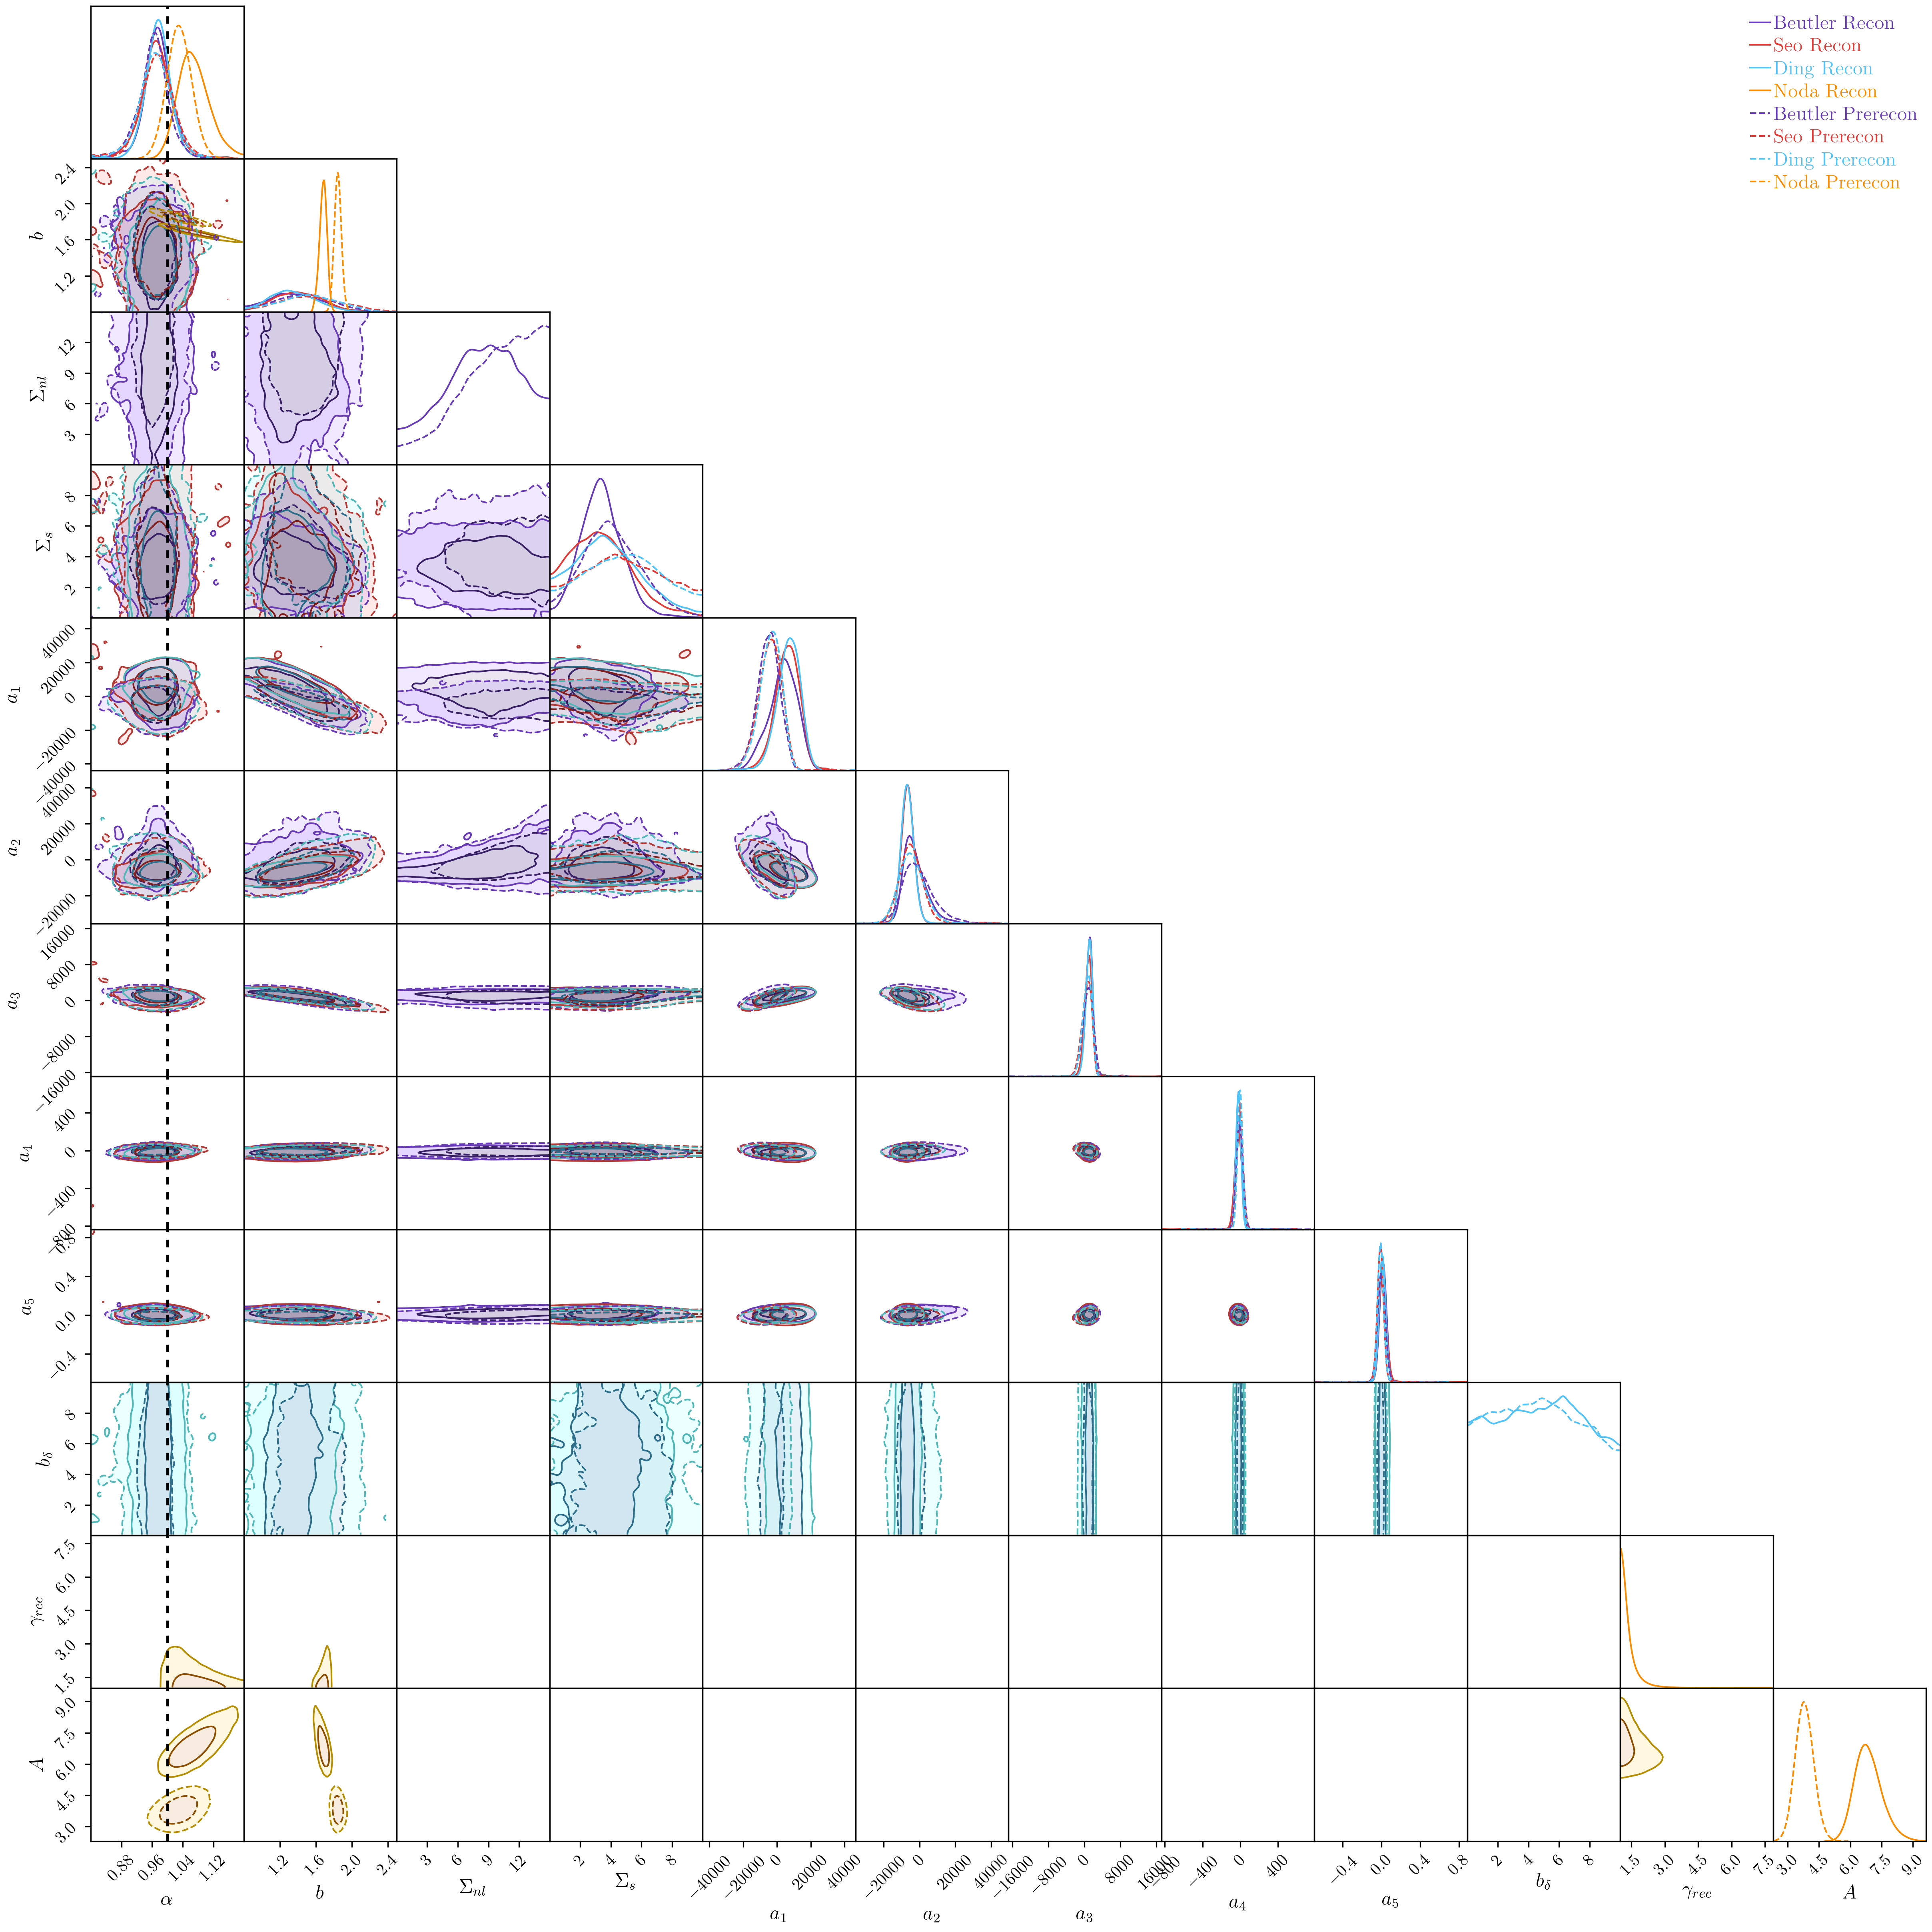 Beutler Recon
Seo Recon
Ding Recon
Noda Recon
Beutler Prerecon
Seo Prerecon
Ding Prerecon
Noda Prerecon
b
2.4
2.0
1.6
1.2
Σnl
12
9
6
3
Σs
8
6
4
2
a1
40000
20000
0
−20000
−40000
a2
40000
20000
0
−20000
a3
16000
8000
0
−8000
−16000
a4
400
0
−400
a5
0.4
0.0
−0.4
bδ
8
6
4
2
γrec
7.5
6.0
4.5
3.0
1.5
A
9.0
7.5
6.0
4.5
3.0
0.88 0.96 1.04 1.12
α
1.2 1.6 2.0 2.4
b
3 6 9 12
Σnl
2 4 6 8
Σs
−40000 −20000 0 20000 40000
a1
−20000 0 20000 40000
a2
−16000 −8000 0 8000
a3
−400 0 400
a4
−0.4 0.0 0.4 0.8
a5
2 4 6 8
bδ
1.5 3.0 4.5 6.0 7.5
γrec
3.0 4.5 6.0 7.5 9.0
A